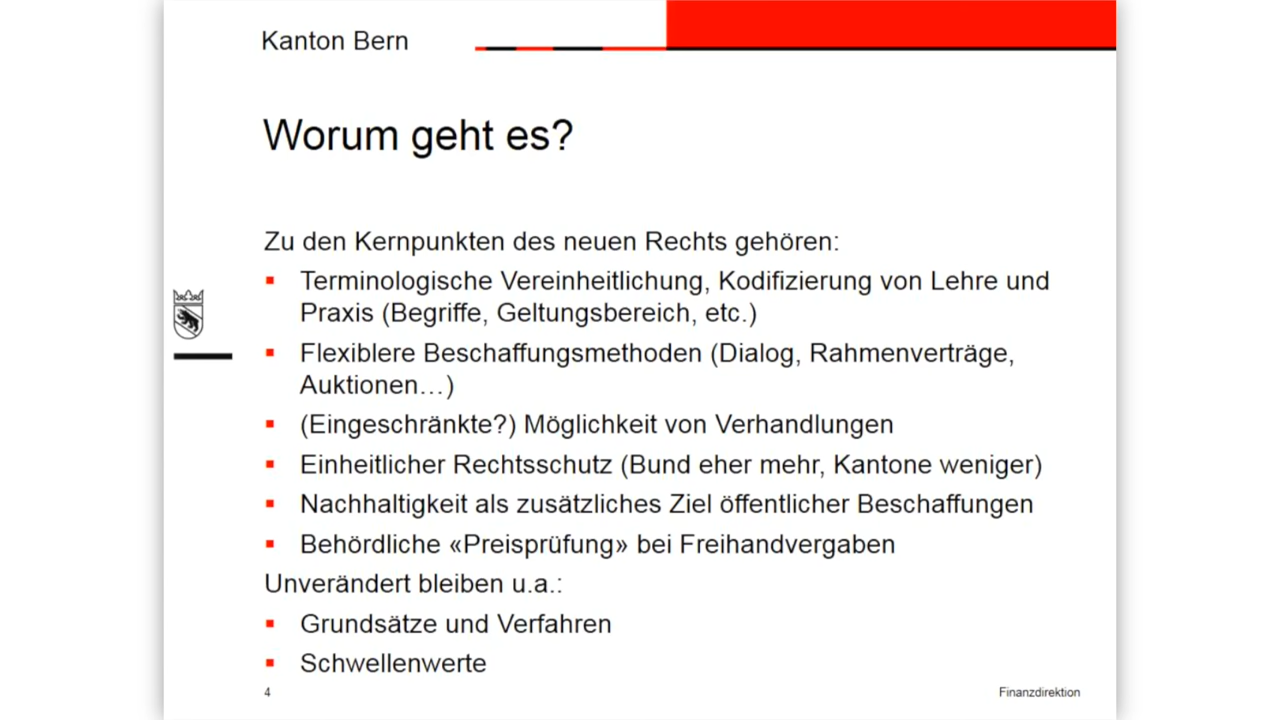 Kanton Bern
Worum geht es?
Zu den Kernpunkten des neuen Rechts gehören:
Terminologische Vereinheitlichung, Kodifizierung von Lehre und
Praxis (Begriffe, Geltungsbereich, etc.)
Flexiblere Beschaffungsmethoden (Dialog, Rahmenverträge,
Auktionen…)
(Eingeschränkte?) Möglichkeit von Verhandlungen
Einheitlicher Rechtsschutz (Bund eher mehr, Kantone weniger)
Nachhaltigkeit als zusätzliches Ziel öffentlicher Beschaffungen
Behördliche «Preisprüfung» bei Freihandvergaben
Unverändert bleiben u.a.:
Grundsätze und Verfahren
Schwellenwerte
4
Finanzdirektion